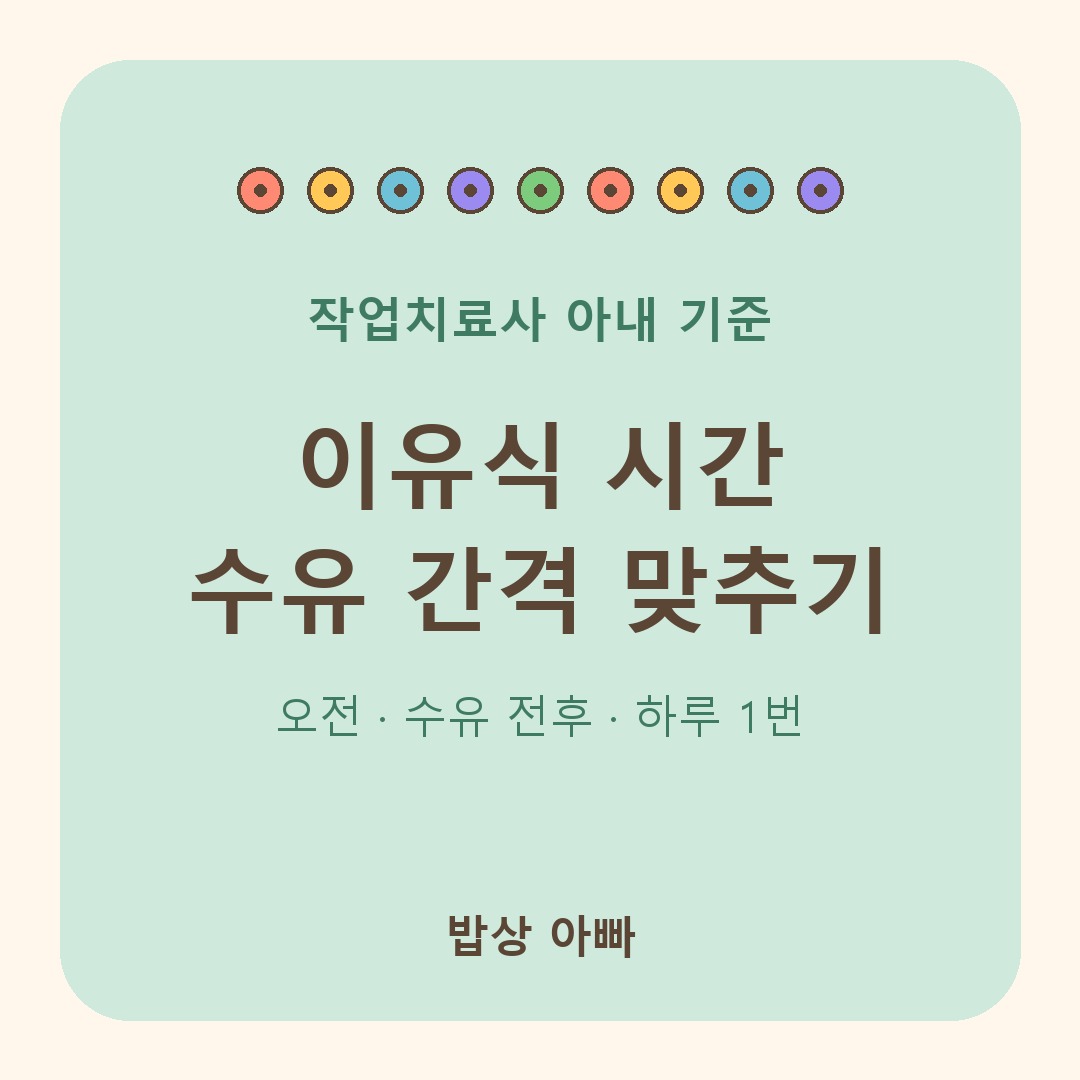 작업치료사 아내 기준
이유식 시간
수유 간격 맞추기
오전 · 수유 전후 · 하루 1번
밥상 아빠